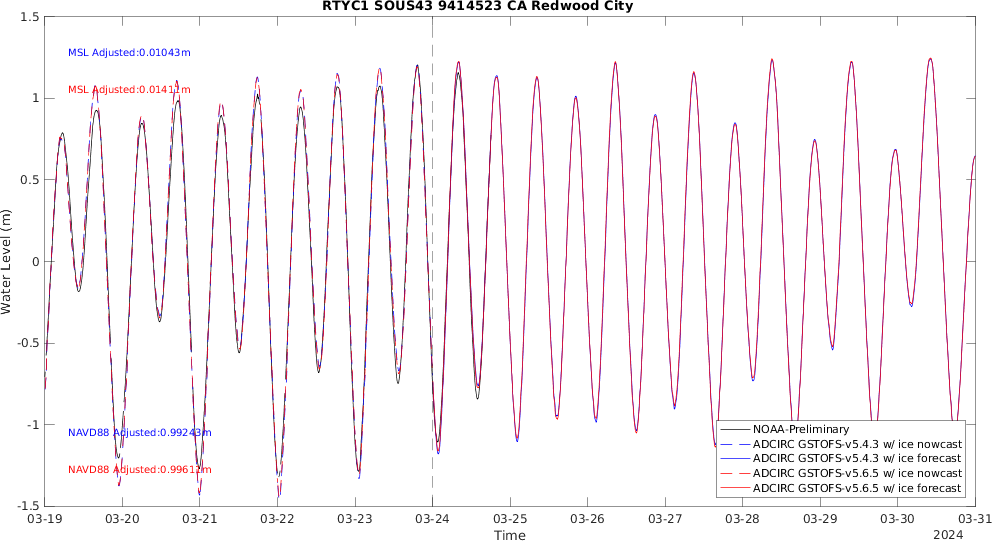 RTYC1 SOUS43 9414523 CA Redwood City
1.5
1
0.5
0
-0.5
-1
-1.5
Water Level (m)
MSL Adjusted:0.01043m
MSL Adjusted:0.01411m
NAVD88 Adjusted:0.99243m
NAVD88 Adjusted:0.99612m
NOAA-Preliminary
ADCIRC GSTOFS-v5.4.3 w/ ice nowcast
ADCIRC GSTOFS-v5.4.3 w/ ice forecast
ADCIRC GSTOFS-v5.6.5 w/ ice nowcast
ADCIRC GSTOFS-v5.6.5 w/ ice forecast
03-19 03-20 03-21 03-22 03-23 03-24 03-25 03-26 03-27 03-28 03-29 03-30 03-31
Time
2024